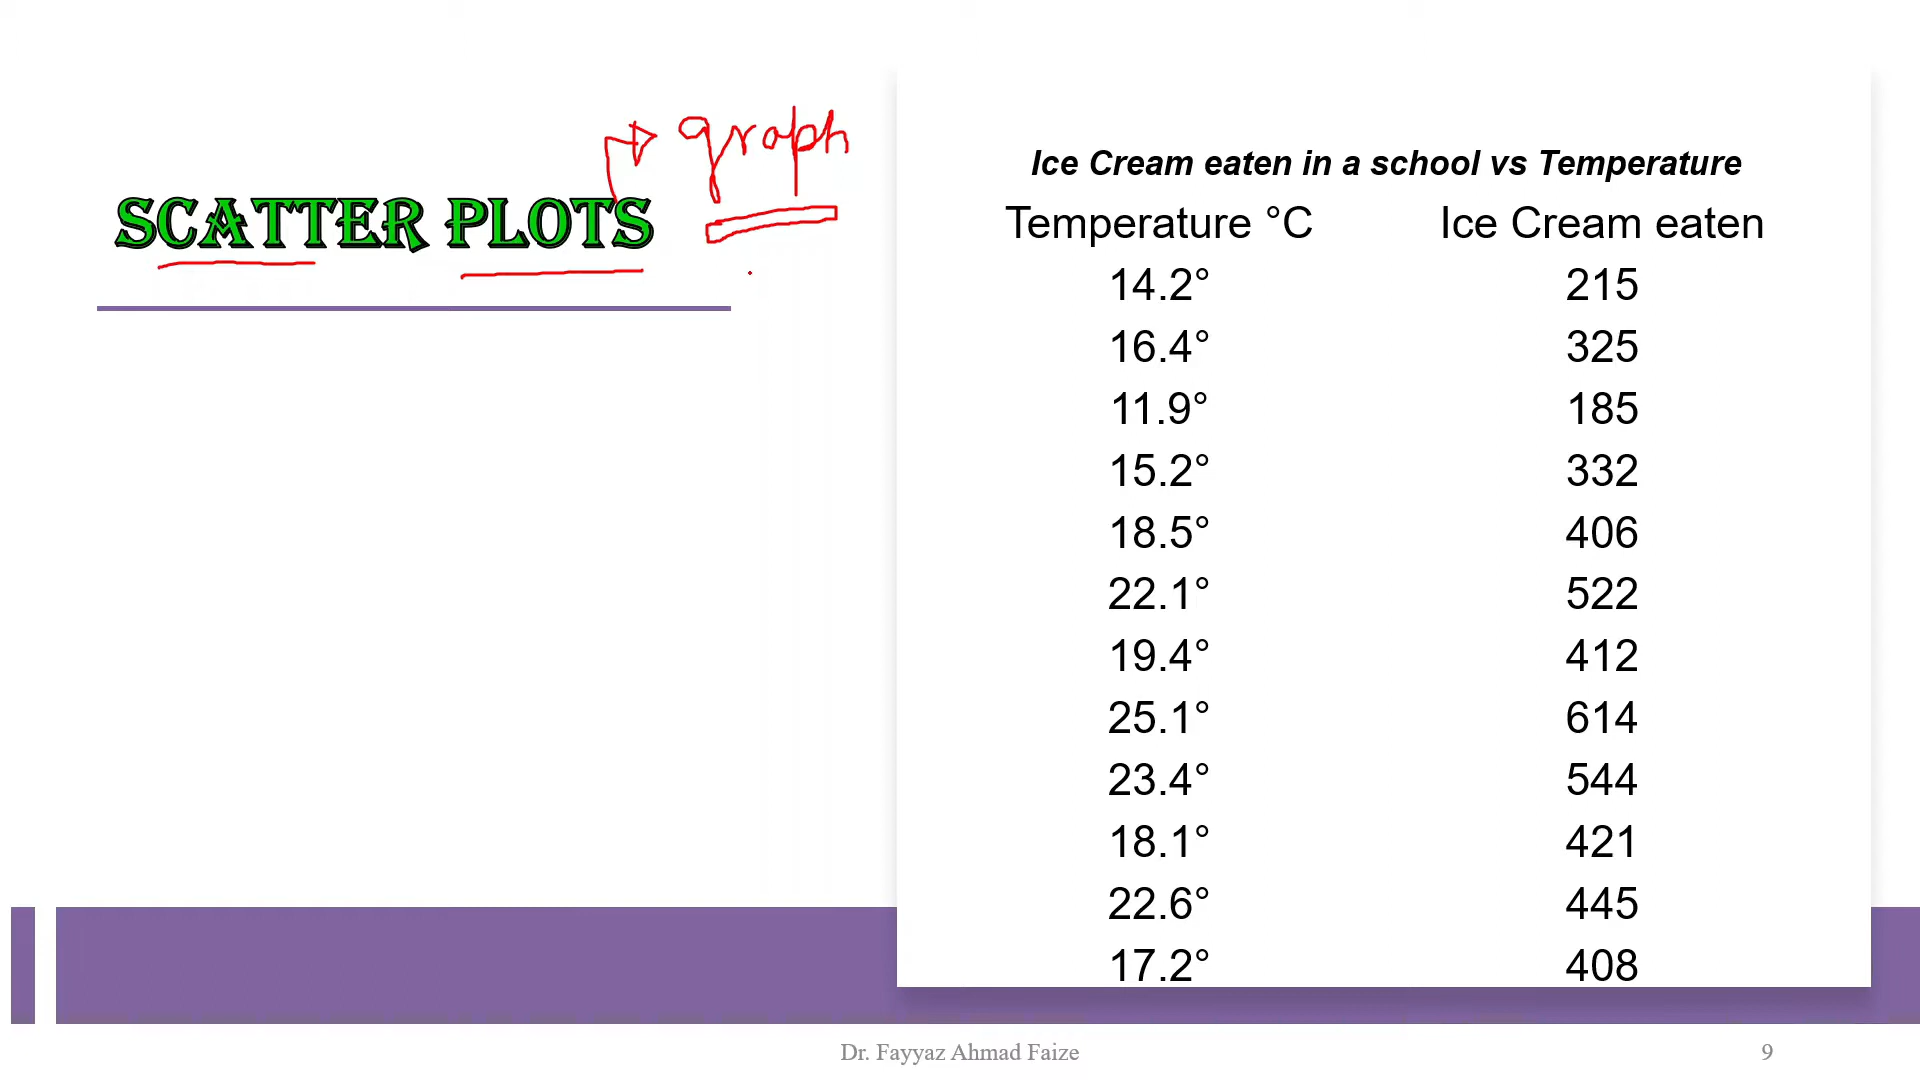 graph
SCATTER PLOTS
Ice Cream eaten in a school vs Temperature
Temperature °C Ice Cream eaten
14.2° 215
16.4° 325
11.9° 185
15.2° 332
18.5° 406
22.1° 522
19.4° 412
25.1° 614
23.4° 544
18.1° 421
22.6° 445
17.2° 408
Dr. Fayyaz Ahmad Faize 9